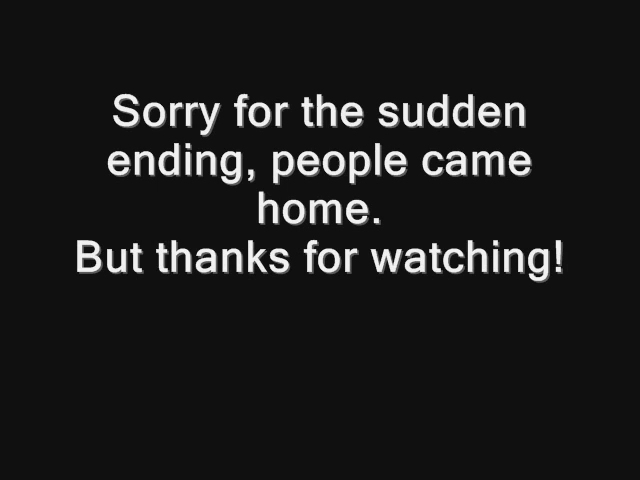 Sorry for the sudden
ending, people came
home.
But thanks for watching!